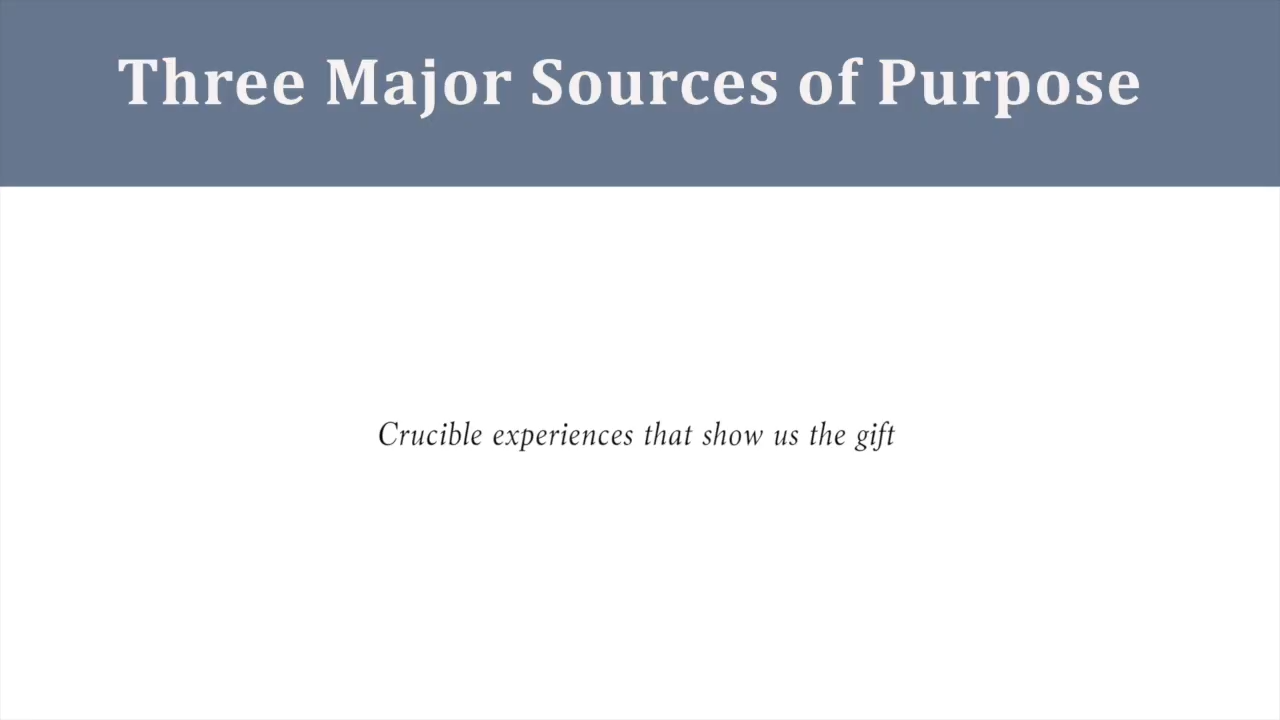 Three Major Sources of Purpose
Crucible experiences that show us the gift